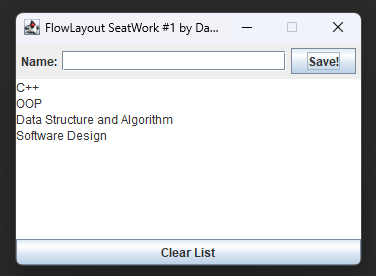 FlowLayout SeatWork #1 by Da...
Name:
Save!
C++
OOP
Data Structure and Algorithm
Software Design
Clear List